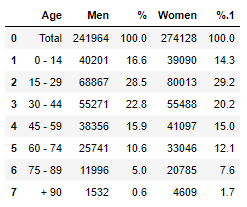 Age Men % Women %.1
0 Total 241964 100.0 274128 100.0
1 0 - 14 40201 16.6 39090 14.3
2 15 - 29 68867 28.5 80013 29.2
3 30 - 44 55271 22.8 55488 20.2
4 45 - 59 38356 15.9 41097 15.0
5 60 - 74 25741 10.6 33046 12.1
6 75 - 89 11996 5.0 20785 7.6
7 + 90 1532 0.6 4609 1.7